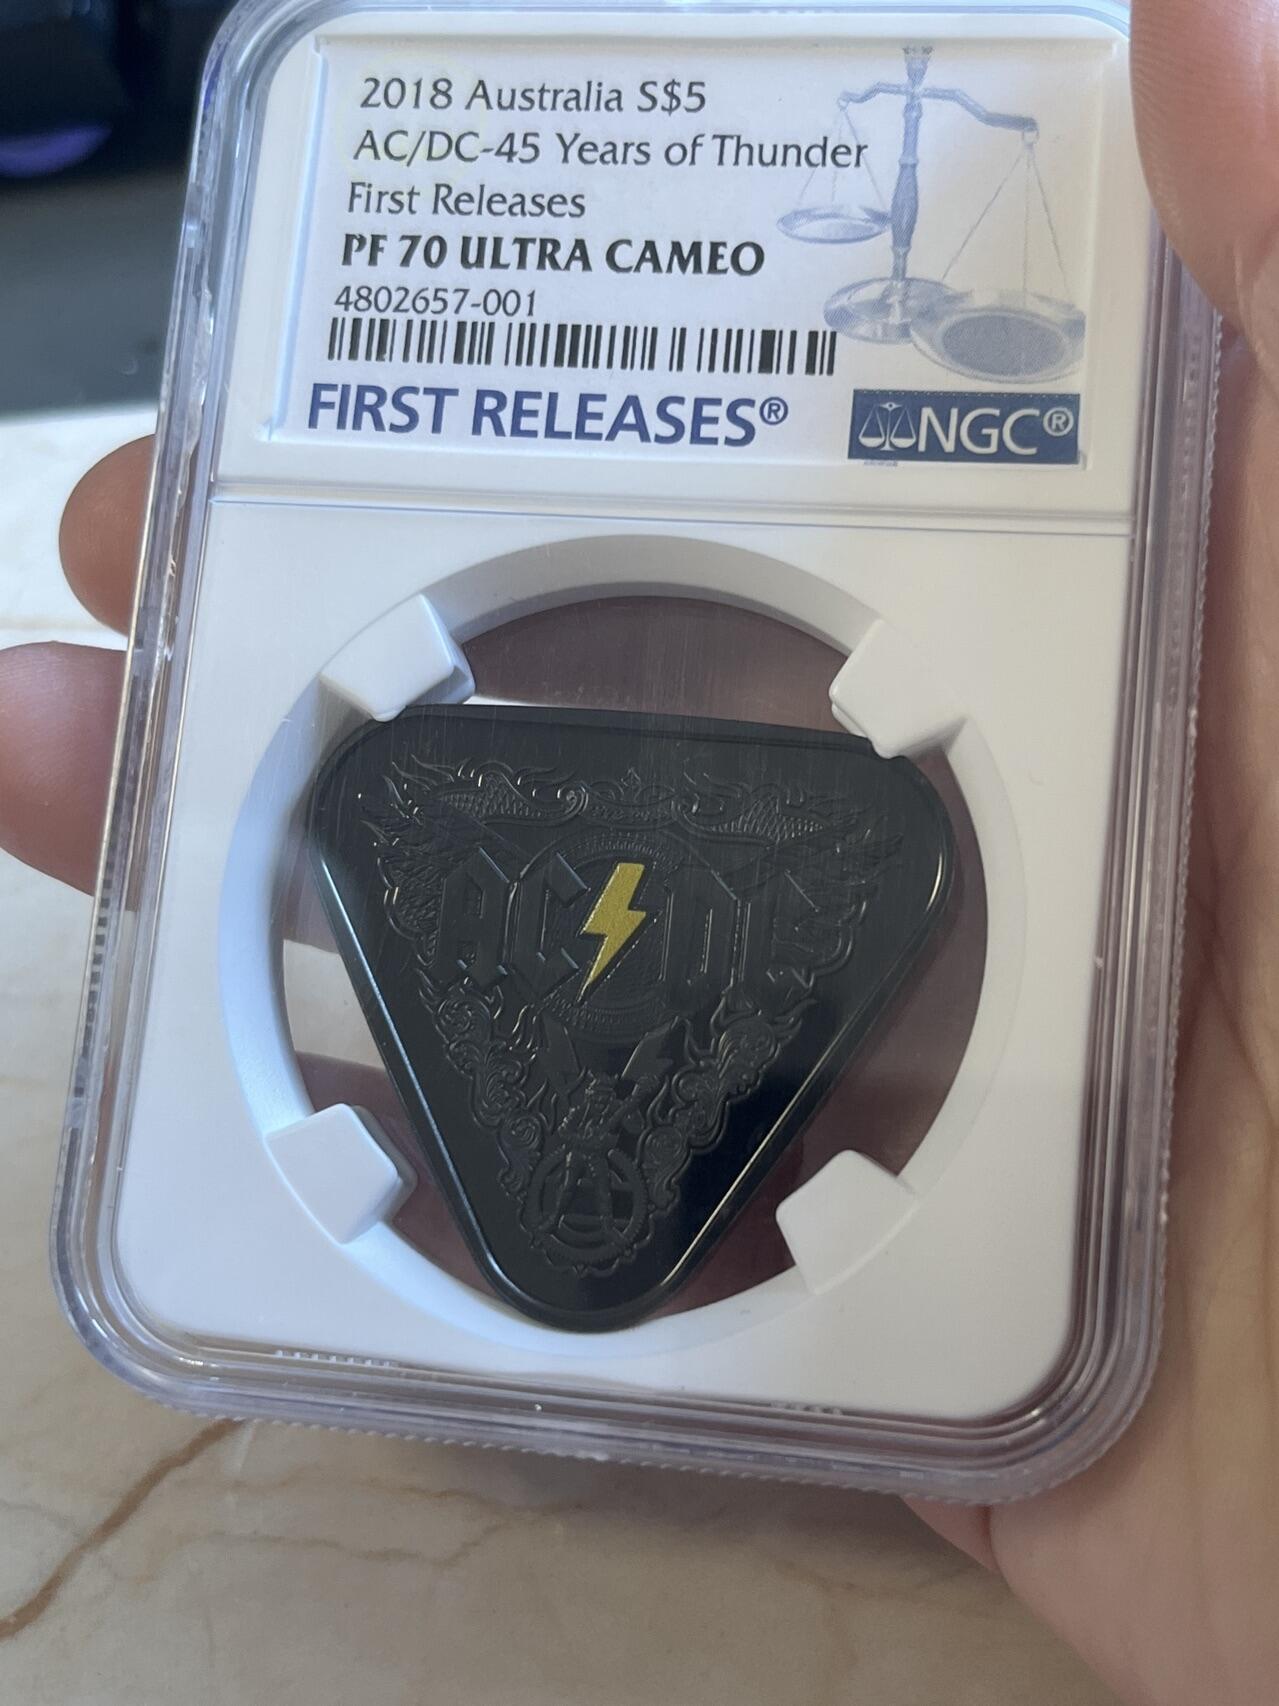 2018 Australia S$5
AC/DC-45 Years of Thunder
First Releases
PF 70 ULTRA CAMEO
4802657-001
FIRST RELEASES®
NGC®
AC DC